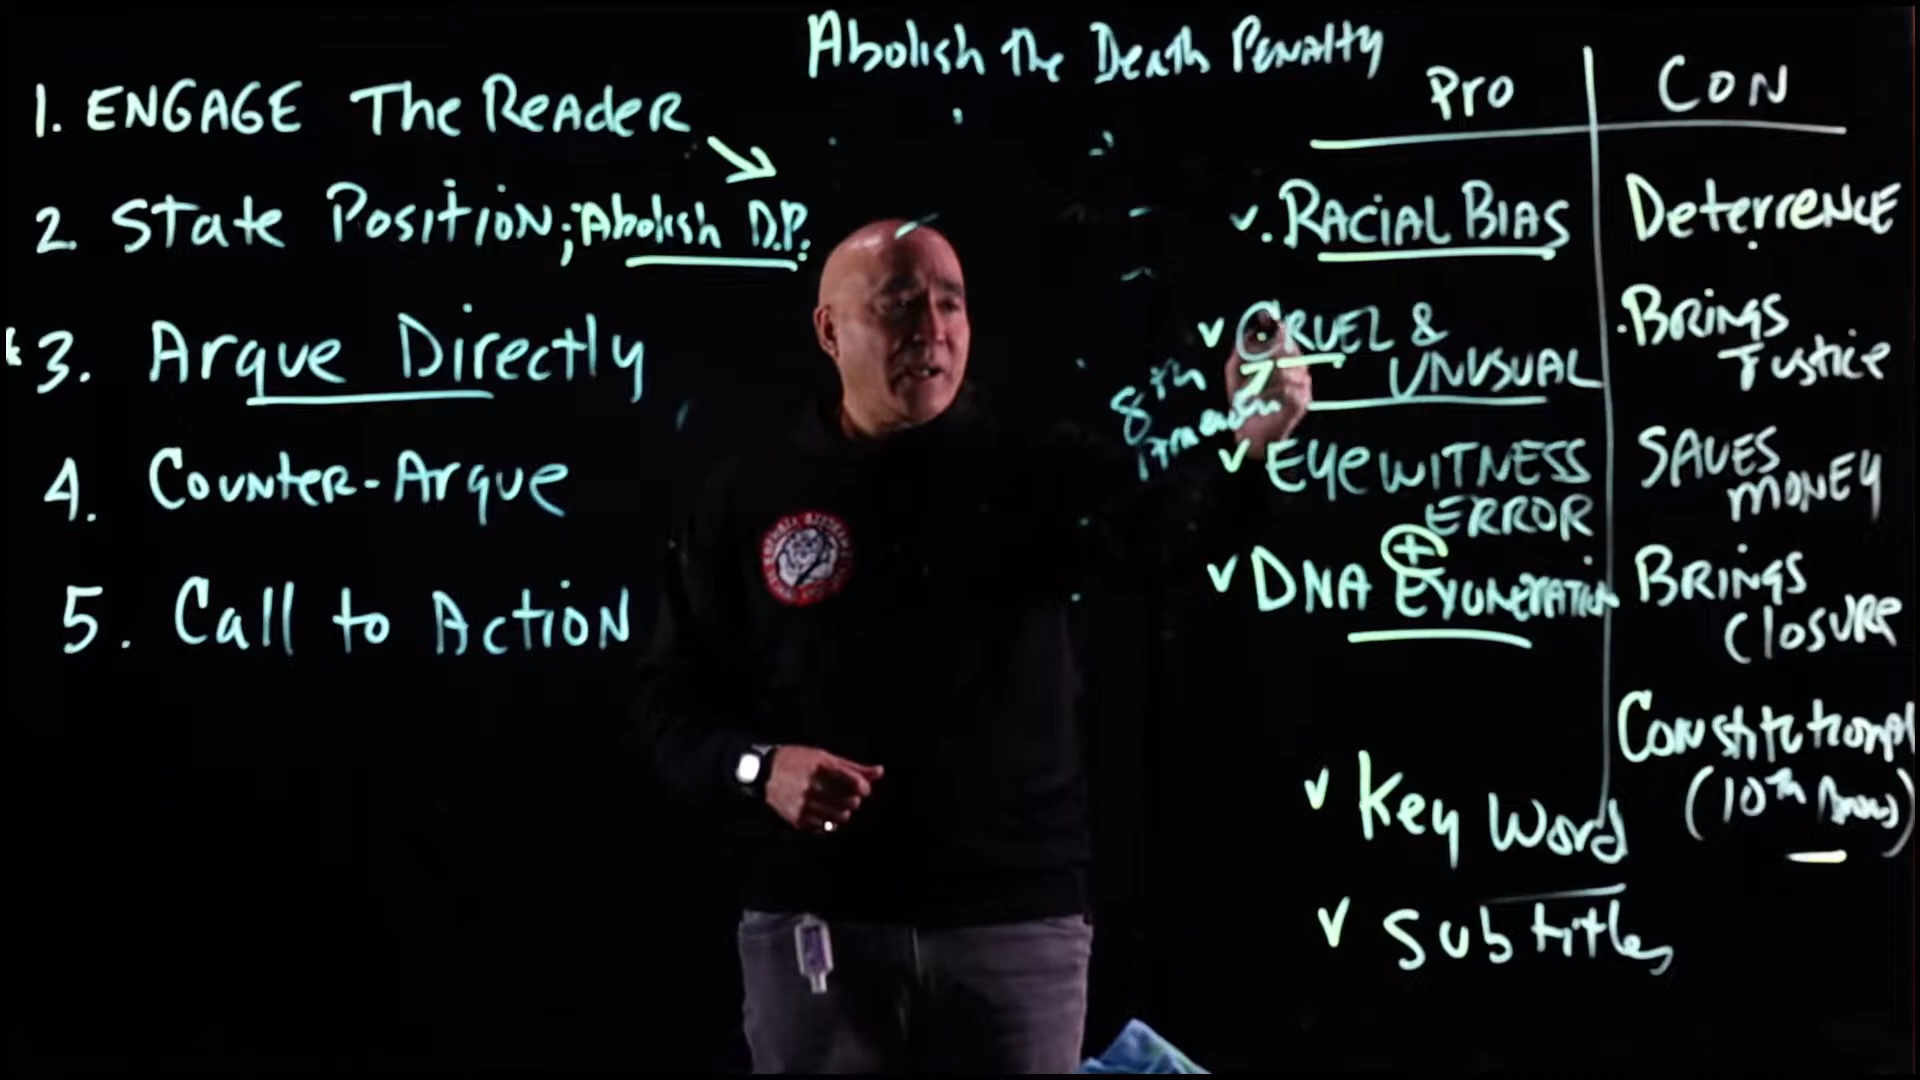 Abolish The Death Penalty
1. ENGAGE The Reader
2. State Position; Abolish D.P.
3. Argue Directly
4. Counter-Argue
5. Call to Action
Pro
Racial Bias
Cruel &
Unusual
8th
Eyewitness
Error
+
DNA Exoneration
Key Word
Subtitles
Con
Deterrence
Brings
Justice
Saves
Money
Brings
Closure
Constitutional
(10th